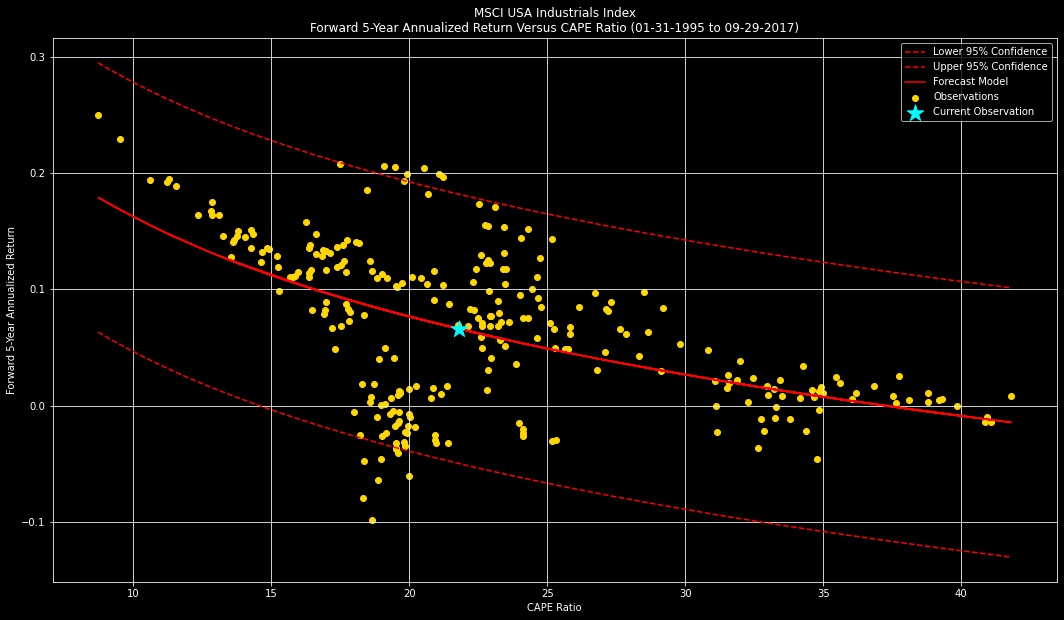 MSCI USA Industrials Index
Forward 5-Year Annualized Return Versus CAPE Ratio (01-31-1995 to 09-29-2017)
Lower 95% Confidence
Upper 95% Confidence
Forecast Model
Observations
Current Observation
0.3
0.2
0.1
0.0
−0.1
Forward 5-Year Annualized Return
10 15 20 25 30 35 40
CAPE Ratio